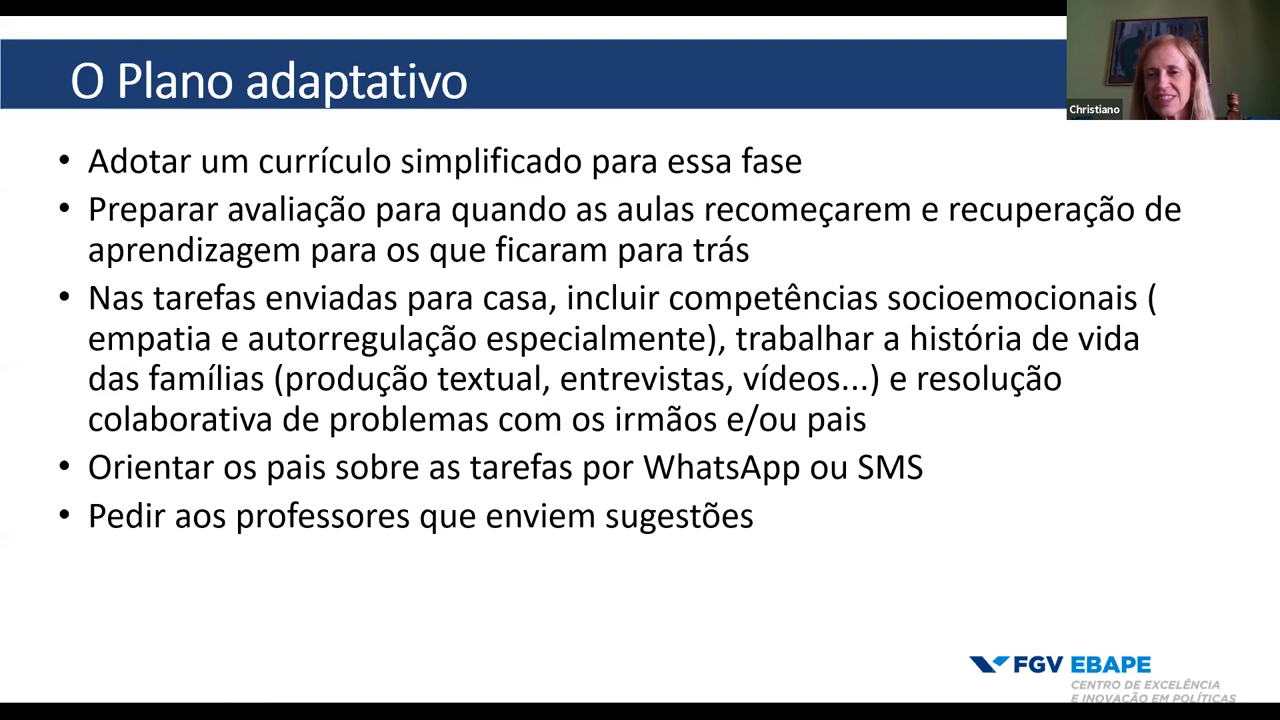 O Plano adaptativo
Christiano
• Adotar um currículo simplificado para essa fase
• Preparar avaliação para quando as aulas recomeçarem e recuperação de
aprendizagem para os que ficaram para trás
• Nas tarefas enviadas para casa, incluir competências socioemocionais (
empatia e autorregulação especialmente), trabalhar a história de vida
das famílias (produção textual, entrevistas, vídeos...) e resolução
colaborativa de problemas com os irmãos e/ou pais
• Orientar os pais sobre as tarefas por WhatsApp ou SMS
• Pedir aos professores que enviem sugestões
FGV EBAPE
CENTRO DE EXCELÊNCIA
E INOVAÇÃO EM POLÍTICAS